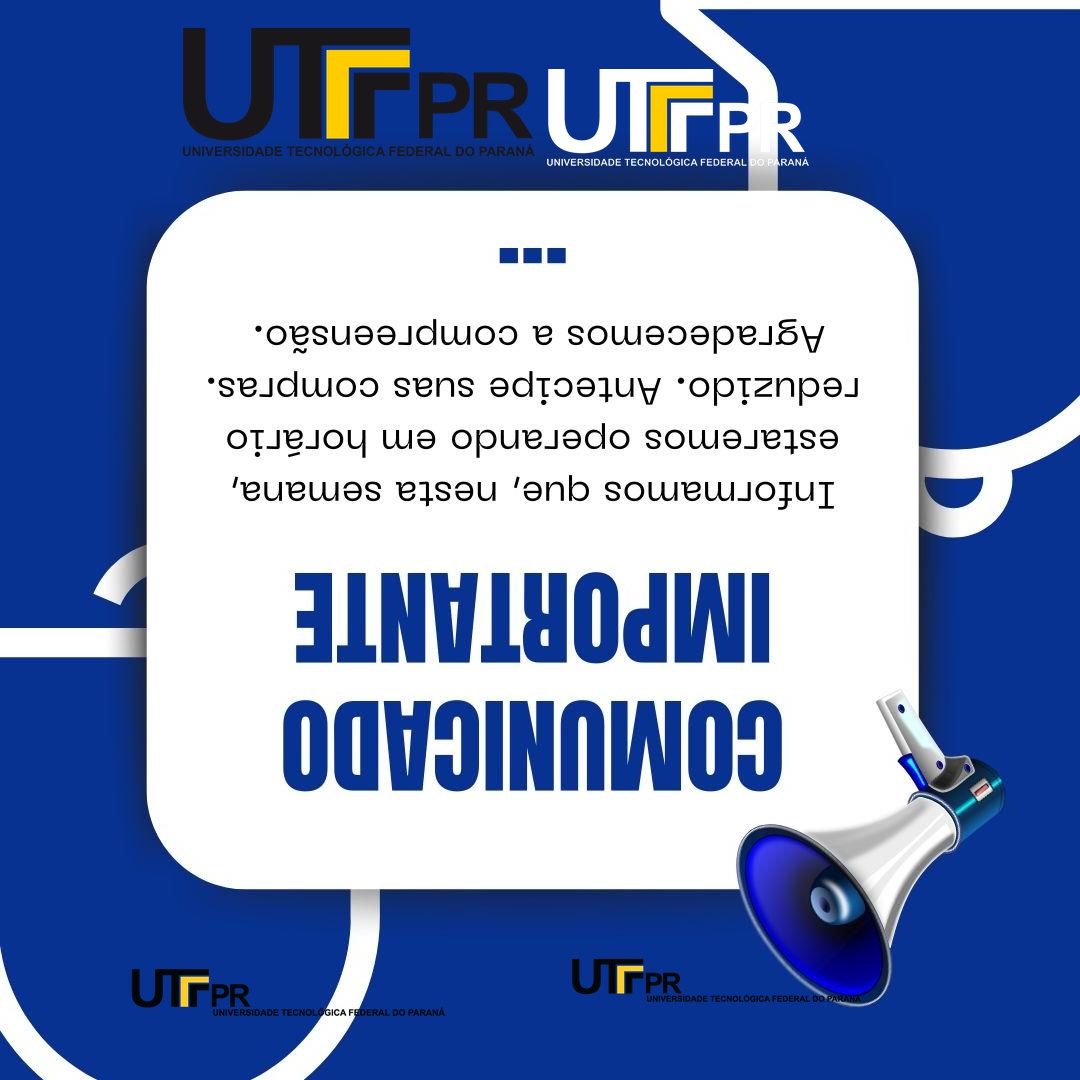 UTFPR
UNIVERSIDADE TECNOLÓGICA FEDERAL DO PARANÁ
UTFPR
UNIVERSIDADE TECNOLÓGICA FEDERAL DO PARANÁ
COMUNICADO
IMPORTANTE
Informamos que, nesta semana,
estaremos operando em horário
reduzido. Antecipe suas compras.
Agradecemos a compreensão.
UTFPR
UNIVERSIDADE TECNOLÓGICA FEDERAL DO PARANÁ
UTFPR
UNIVERSIDADE TECNOLÓGICA FEDERAL DO PARANÁ